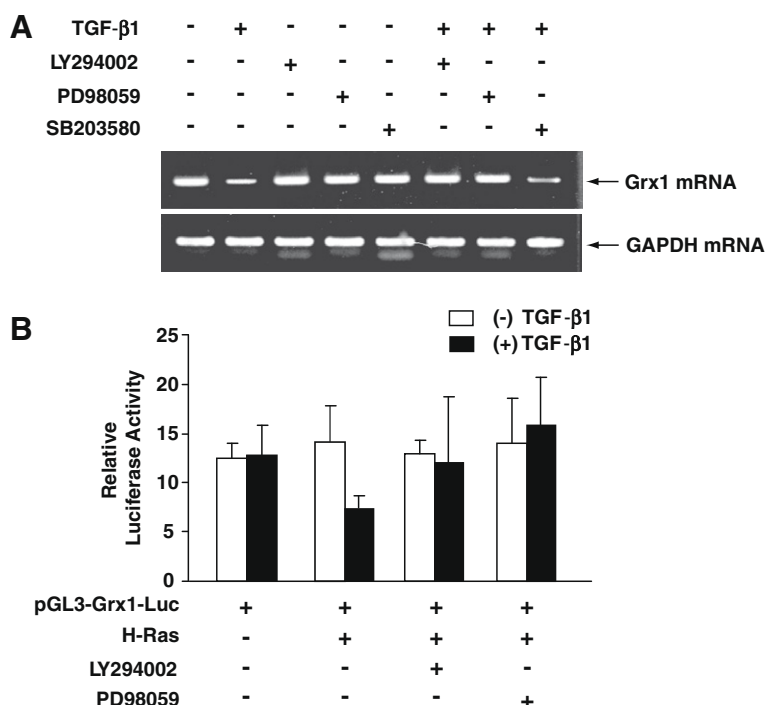 A
TGF-β1 - + - - - + + +
LY294002 - - + - - + - -
PD98059 - - - + - - + -
SB203580 - - - - + - - +
Grx1 mRNA
GAPDH mRNA
B
(-) TGF-β1
(+) TGF-β1
Relative
Luciferase Activity
25
20
15
10
5
0
pGL3-Grx1-Luc + + + +
H-Ras - + + +
LY294002 - - + -
PD98059 - - - +